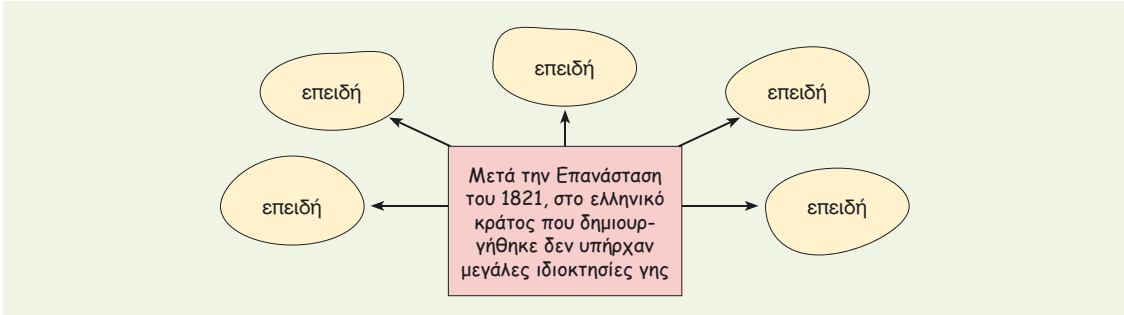 επειδή
επειδή
επειδή
επειδή
Μετά την Επανάσταση
του 1821, στο ελληνικό
κράτος που δημιουρ-
γήθηκε δεν υπήρχαν
μεγάλες ιδιοκτησίες γης
επειδή